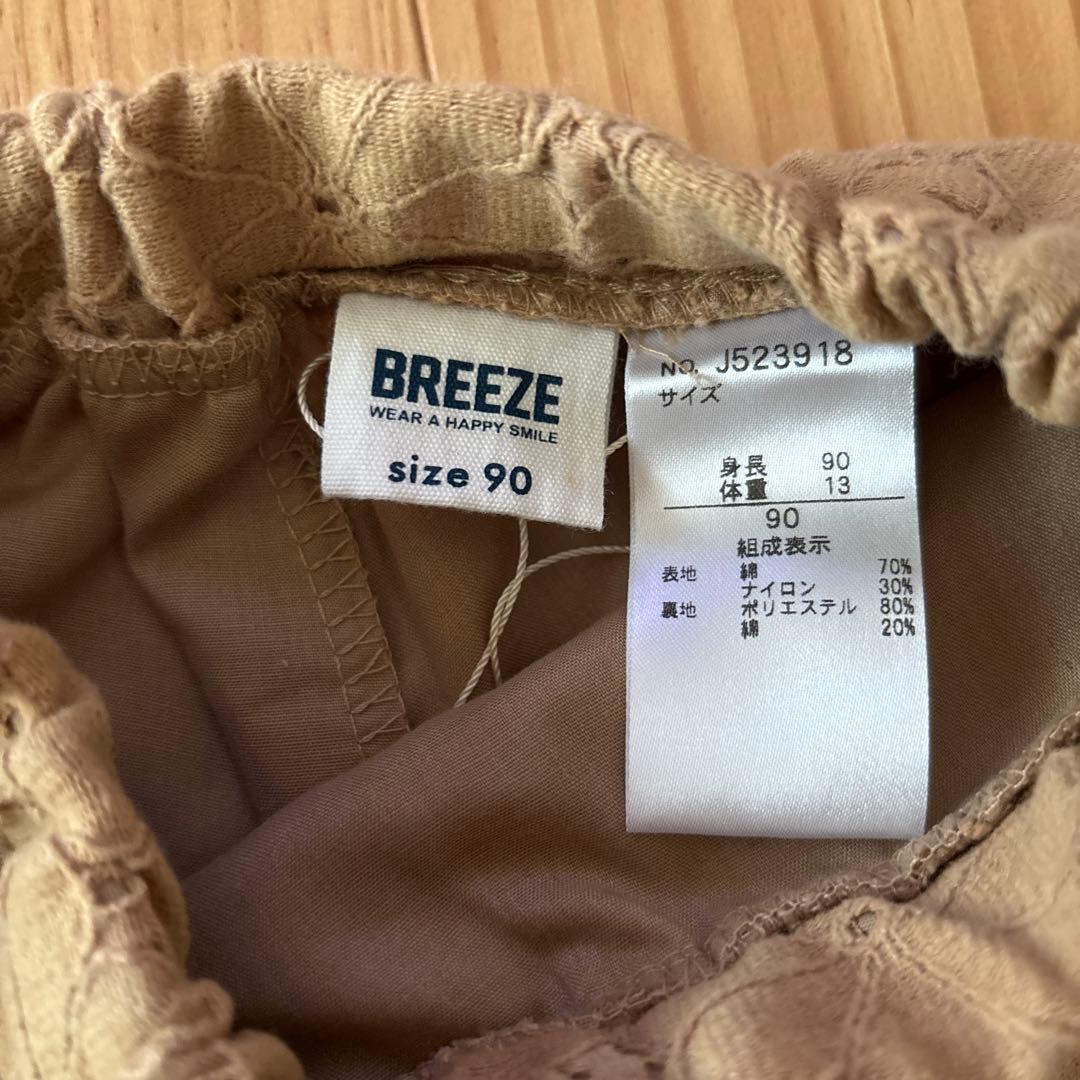 BREEZE
WEAR A HAPPY SMILE
size 90
NO. J523918
サイズ
身長 90
体重 13
90
組成表示
表地 綿 70%
ナイロン 30%
裏地 ポリエステル 80%
綿 20%